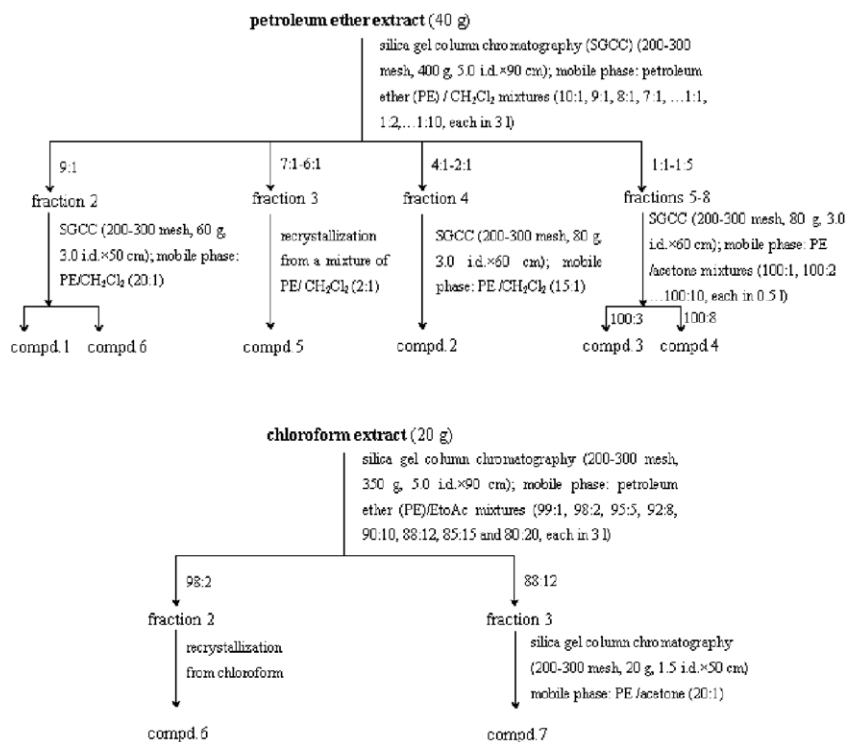 petroleum ether extract (40 g)
silica gel column chromatography (SGCC) (200-300
mesh, 400 g, 5.0 i.d.×90 cm); mobile phase: petroleum
ether (PE) / CH₂Cl₂ mixtures (10:1, 9:1, 8:1, 7:1, …1:1,
1:2,…1:10, each in 3 l)
9:1
7:1-6:1
4:1-2:1
1:1-1:5
fraction 2
fraction 3
fraction 4
fractions 5-8
SGCC (200-300 mesh, 60 g,
3.0 i.d.×50 cm); mobile phase:
PE/CH₂Cl₂ (20:1)
recrystallization
from a mixture of
PE/ CH₂Cl₂ (2:1)
SGCC (200-300 mesh, 80 g,
3.0 i.d.×60 cm); mobile
phase: PE /CH₂Cl₂ (15:1)
SGCC (200-300 mesh, 80 g, 3.0
i.d.×60 cm); mobile phase: PE
/acetons mixtures (100:1, 100:2
…100:10, each in 0.5 l)
100:3
100:8
compd.1
compd.6
compd.5
compd.2
compd.3
compd.4
chloroform extract (20 g)
silica gel column chromatography (200-300 mesh,
350 g, 5.0 i.d.×90 cm); mobile phase: petroleum
ether (PE)/EtoAc mixtures (99:1, 98:2, 95:5, 92:8,
90:10, 88:12, 85:15 and 80:20, each in 3 l)
98:2
88:12
fraction 2
fraction 3
recrystallization
from chloroform
silica gel column chromatography
(200-300 mesh, 20 g, 1.5 i.d.×50 cm)
mobile phase: PE /acetone (20:1)
compd.6
compd.7